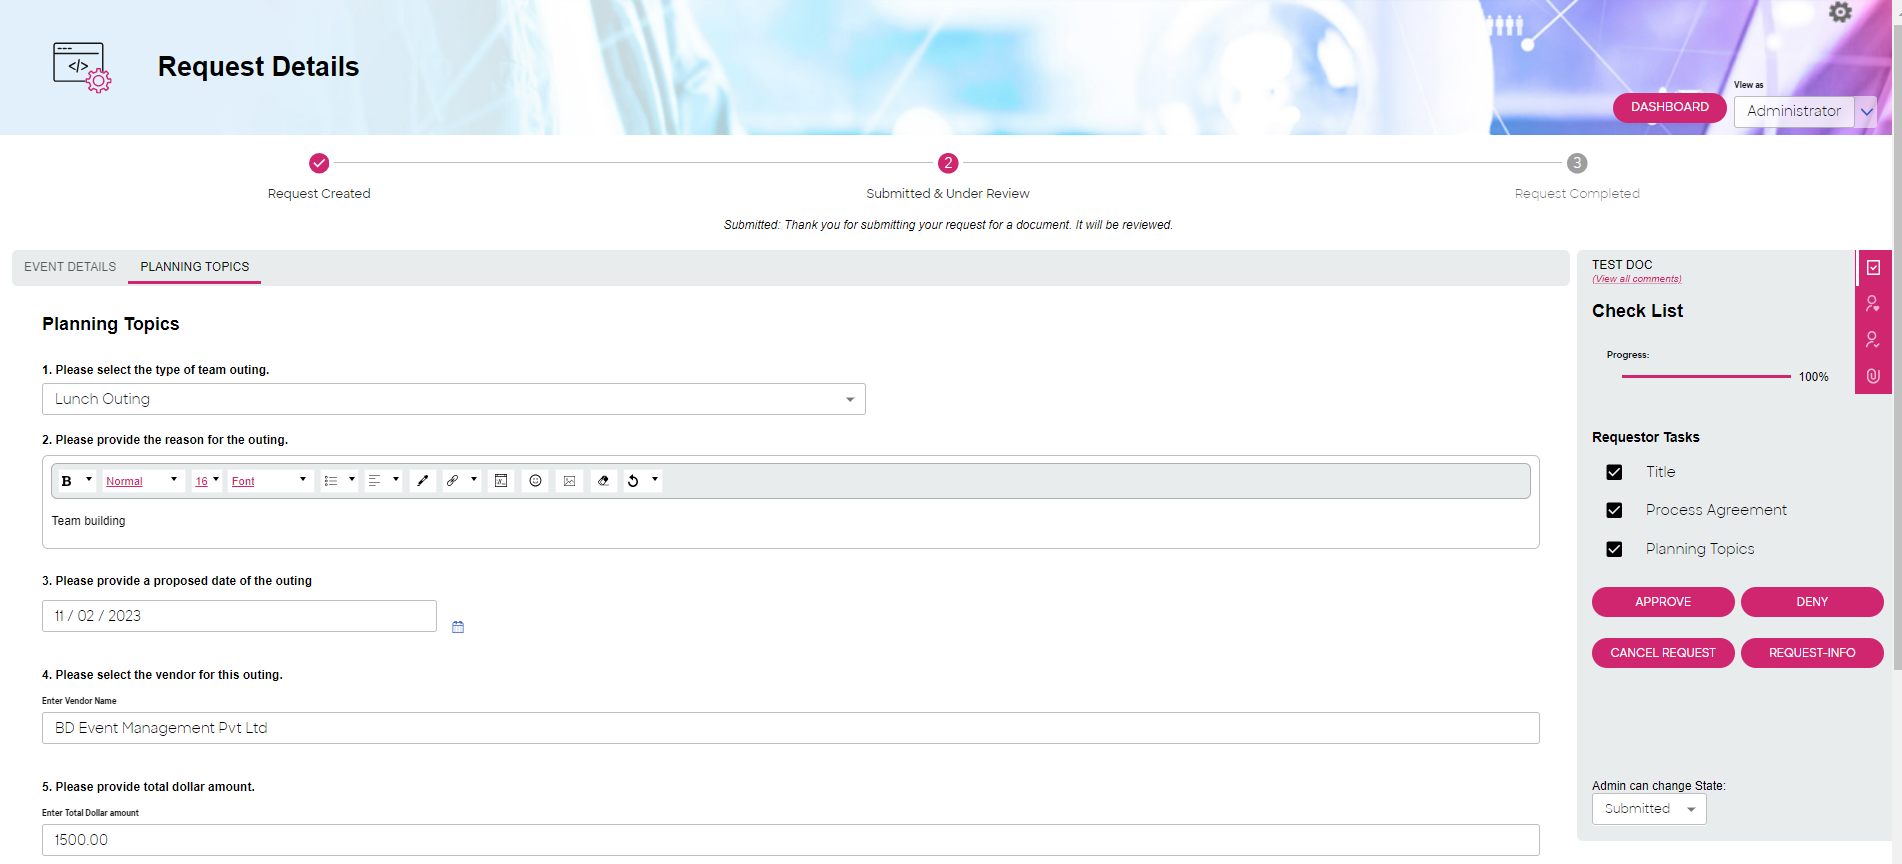 Request Details
DASHBOARD
View as
Administrator
2
3
Request Created
Submitted & Under Review
Request Completed
Submitted: Thank you for submitting your request for a document. It will be reviewed.
EVENT DETAILS
PLANNING TOPICS
Planning Topics
1. Please select the type of team outing.
Lunch Outing
2. Please provide the reason for the outing.
B
Normal
16
Font
Team building
3. Please provide a proposed date of the outing
11 / 02 / 2023
4. Please select the vendor for this outing.
Enter Vendor Name
BD Event Management Pvt Ltd
5. Please provide total dollar amount.
Enter Total Dollar amount
1500.00
TEST DOC
(View all comments)
Check List
Progress:
100%
Requestor Tasks
Title
Process Agreement
Planning Topics
APPROVE
DENY
CANCEL REQUEST
REQUEST-INFO
Admin can change State:
Submitted